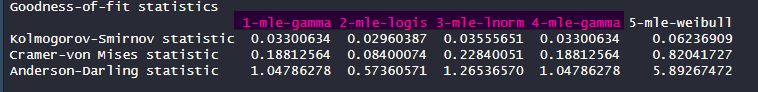 Goodness-of-fit statistics
1-mle-gamma 2-mle-logis 3-mle-lnorm 4-mle-gamma 5-mle-weibull
Kolmogorov-Smirnov statistic 0.03300634 0.02960387 0.03555651 0.03300634 0.06236909
Cramer-von Mises statistic 0.18812564 0.08400074 0.22840051 0.18812564 0.82041727
Anderson-Darling statistic 1.04786278 0.57360571 1.26536570 1.04786278 5.89267472